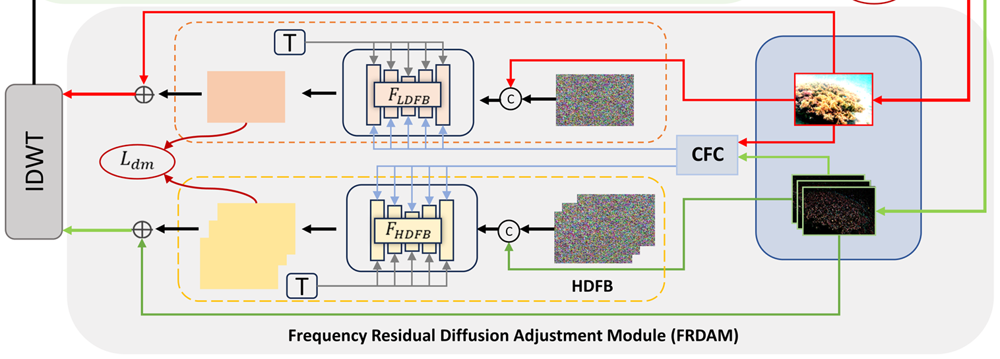 T
F_LDFB
C
IDWT
L_dm
CFC
F_HDFB
C
T
HDFB
Frequency Residual Diffusion Adjustment Module (FRDAM)